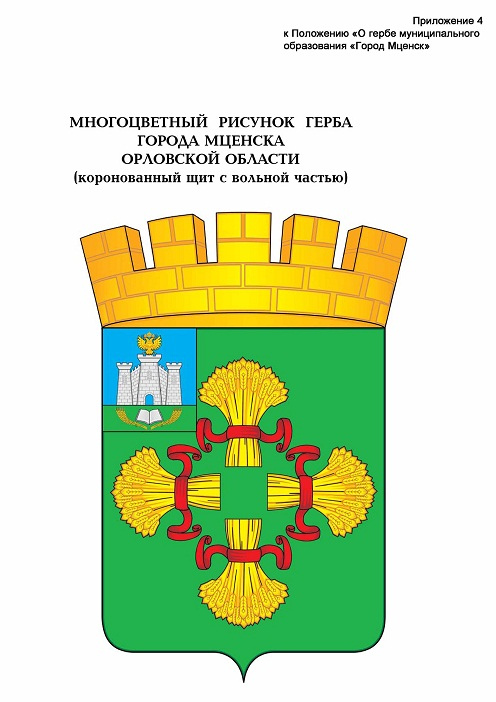 Приложение 4
к Положению «О гербе муниципального
образования «Город Мценск»
МНОГОЦВЕТНЫЙ РИСУНОК ГЕРБА
ГОРОДА МЦЕНСКА
ОРЛОВСКОЙ ОБЛАСТИ
(коронованный щит с вольной частью)